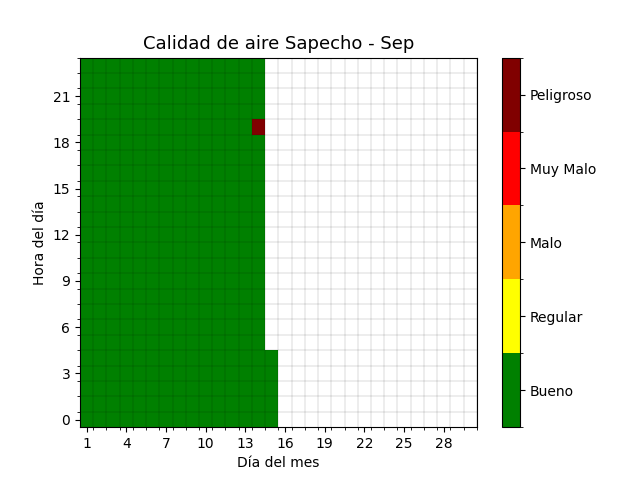 Calidad de aire Sapecho - Sep
Hora del día
21
18
15
12
9
6
3
0
1 4 7 10 13 16 19 22 25 28
Día del mes
Peligroso
Muy Malo
Malo
Regular
Bueno